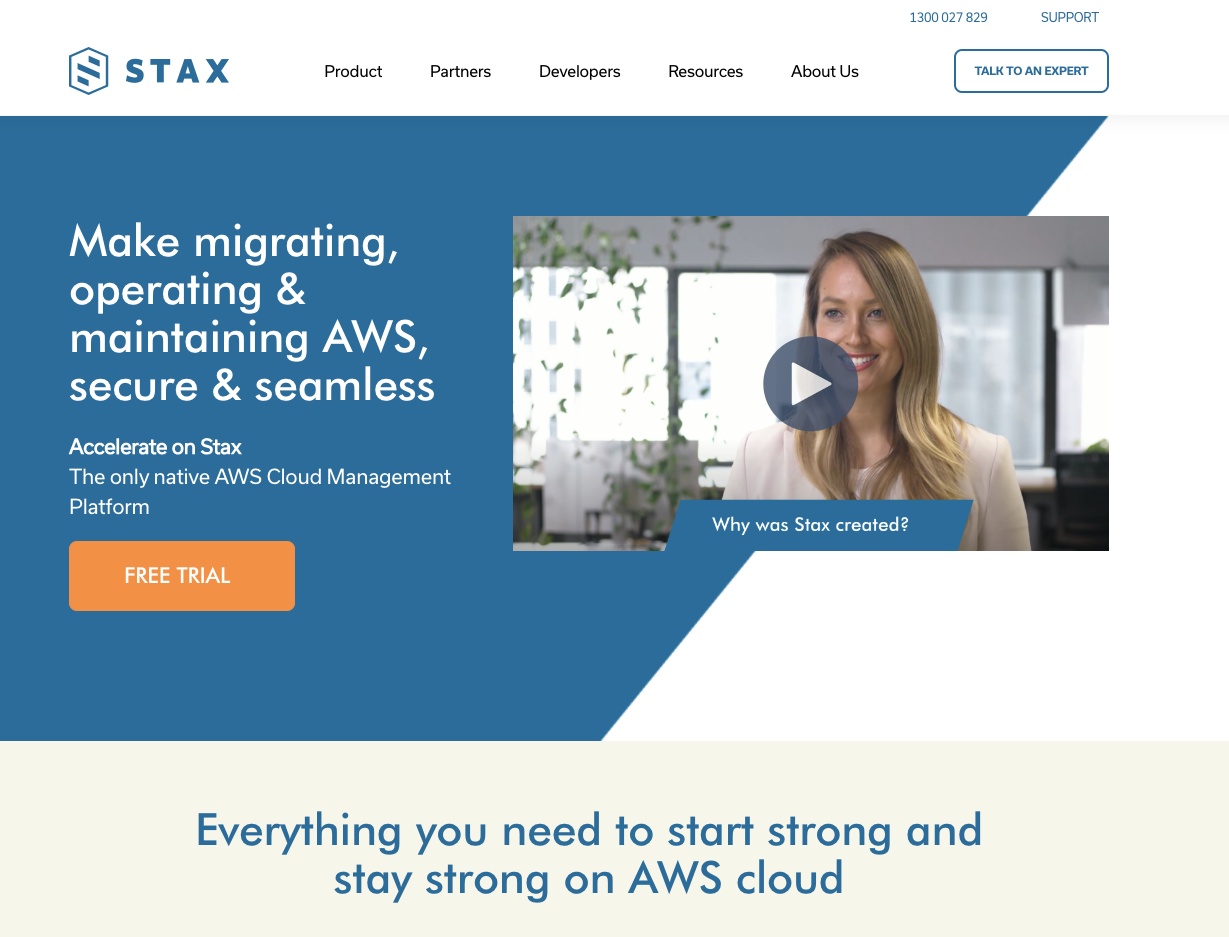 1300 027 829
SUPPORT
STAX
Product
Partners
Developers
Resources
About Us
TALK TO AN EXPERT
Make migrating,
operating &
maintaining AWS,
secure & seamless
Accelerate on Stax
The only native AWS Cloud Management
Platform
FREE TRIAL
Why was Stax created?
Everything you need to start strong and
stay strong on AWS cloud